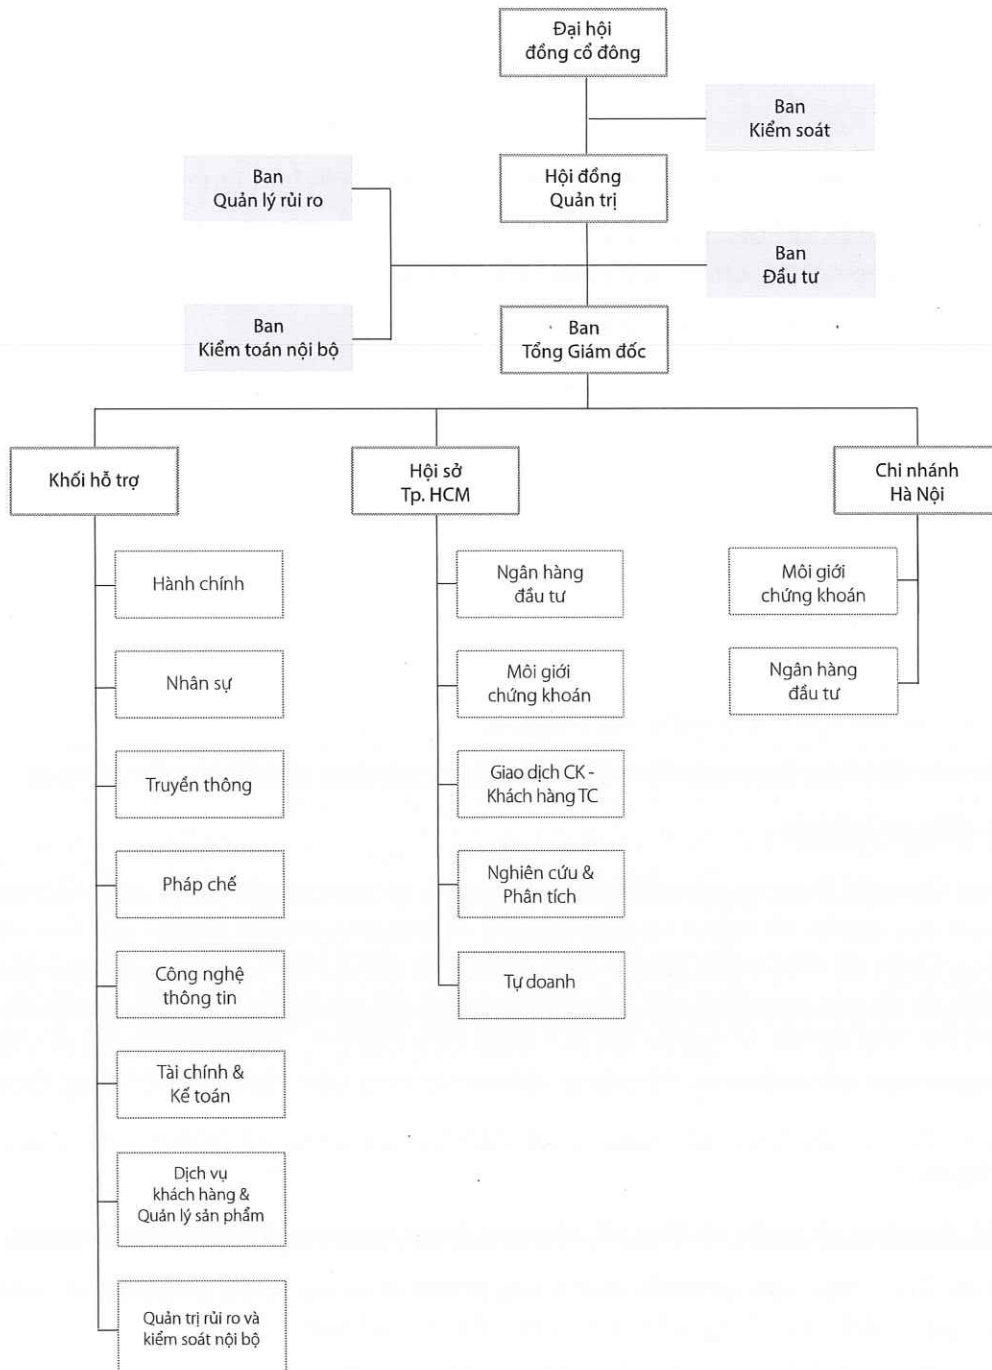 Đại hội
đồng cổ đông
Ban
Kiểm soát
Ban
Quản lý rủi ro
Hội đồng
Quản trị
Ban
Đầu tư
Ban
Kiểm toán nội bộ
Ban
Tổng Giám đốc
Khối hỗ trợ
Hành chính
Nhân sự
Truyền thông
Pháp chế
Công nghệ
thông tin
Tài chính &
Kế toán
Dịch vụ
khách hàng &
Quản lý sản phẩm
Quản trị rủi ro và
kiểm soát nội bộ
Hội sở
Tp. HCM
Ngân hàng
đầu tư
Môi giới
chứng khoán
Giao dịch CK -
Khách hàng TC
Nghiên cứu &
Phân tích
Tự doanh
Chi nhánh
Hà Nội
Môi giới
chứng khoán
Ngân hàng
đầu tư